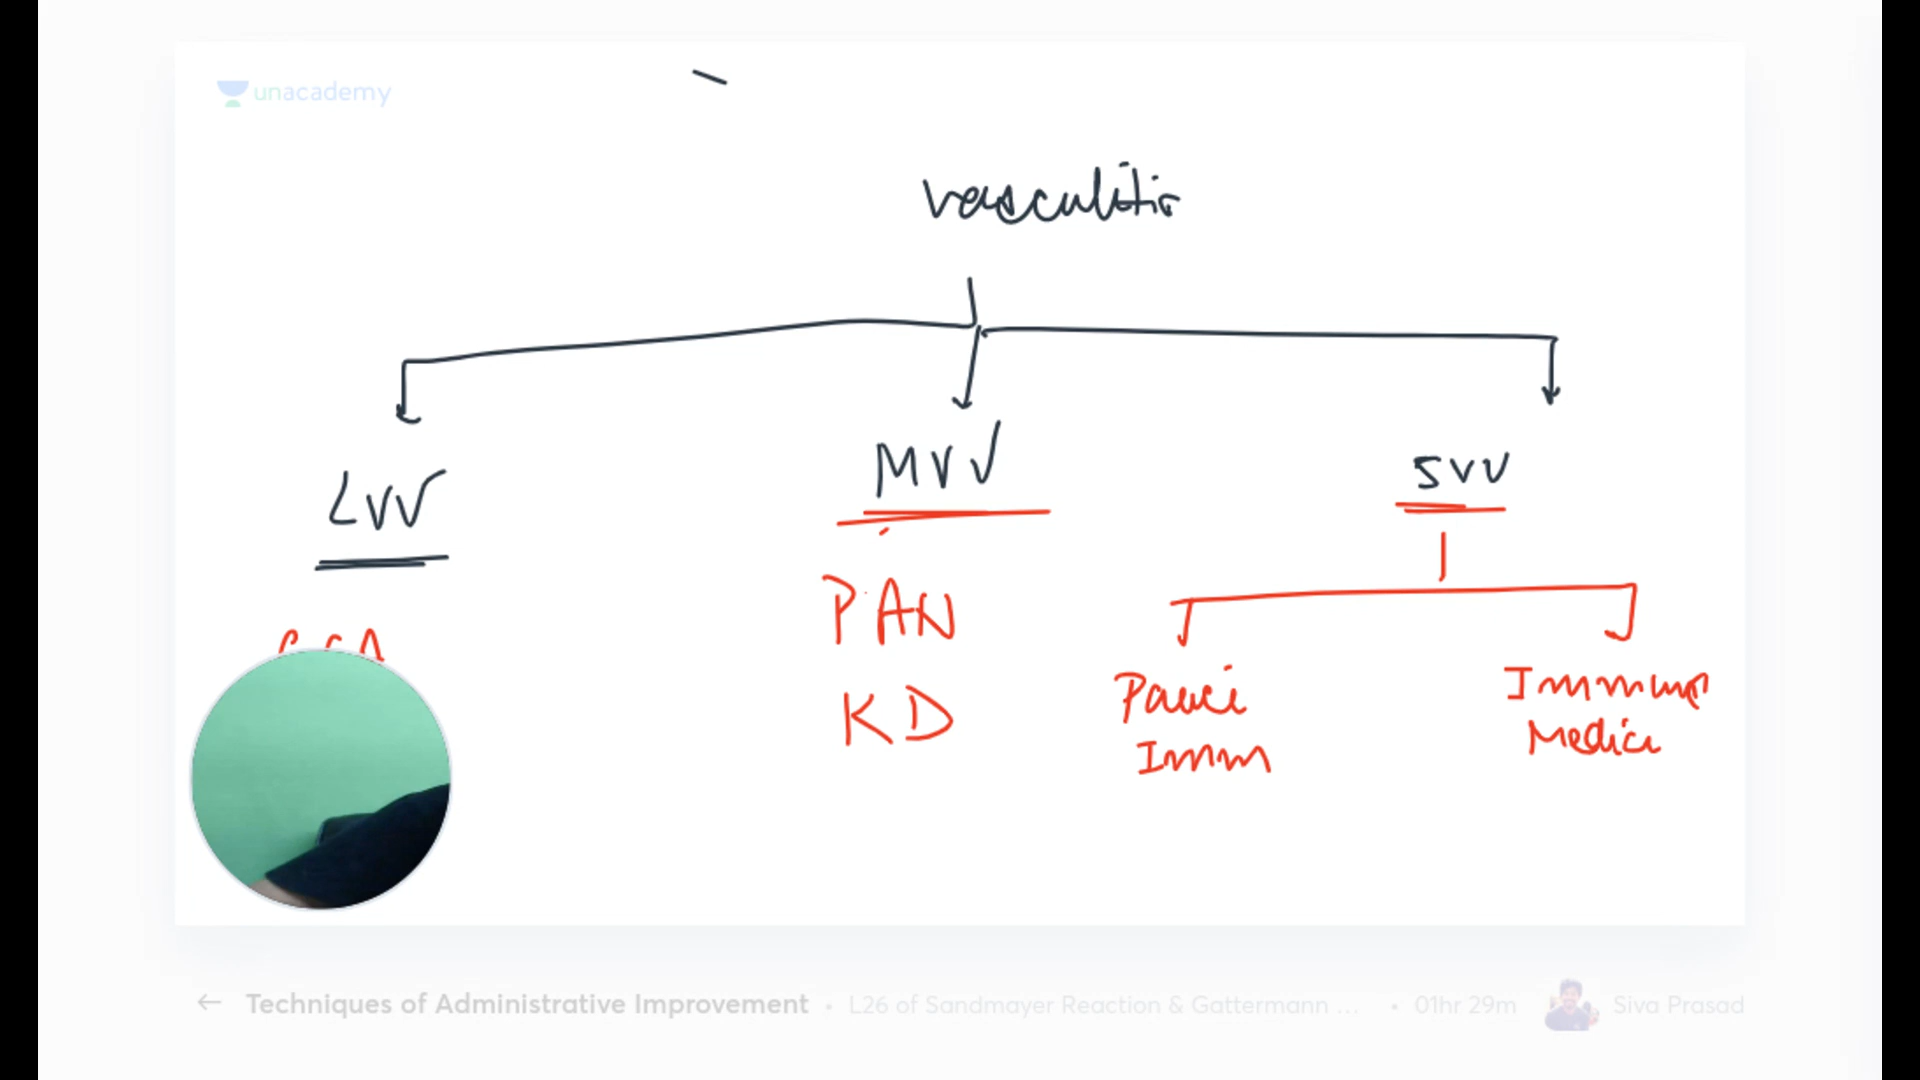 unacademy
vasculitis
LVV
MVV
SVV
PAN
KD
Pauci
Imm
Immune
Media
← Techniques of Administrative Improvement • L26 of Sandmayer Reaction & Gattermann ... • 01hr 29m Siva Prasad